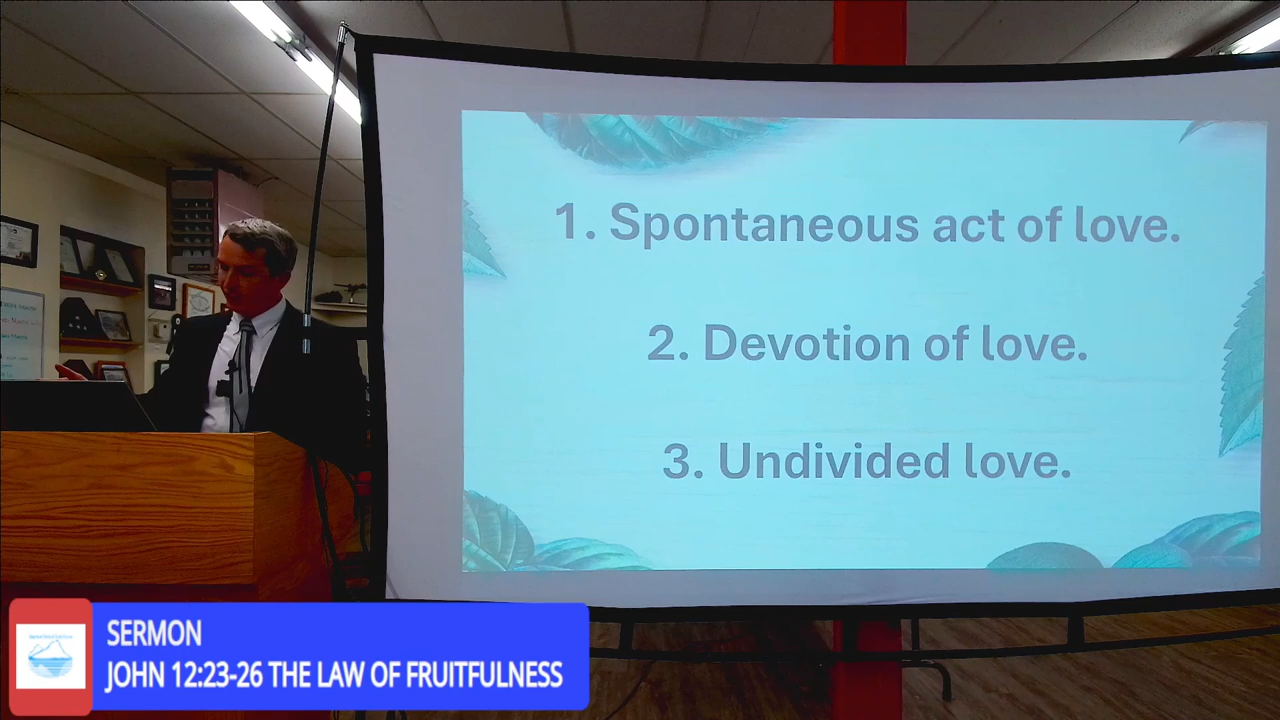 1. Spontaneous act of love.
2. Devotion of love.
3. Undivided love.
SERMON
JOHN 12:23-26 THE LAW OF FRUITFULNESS